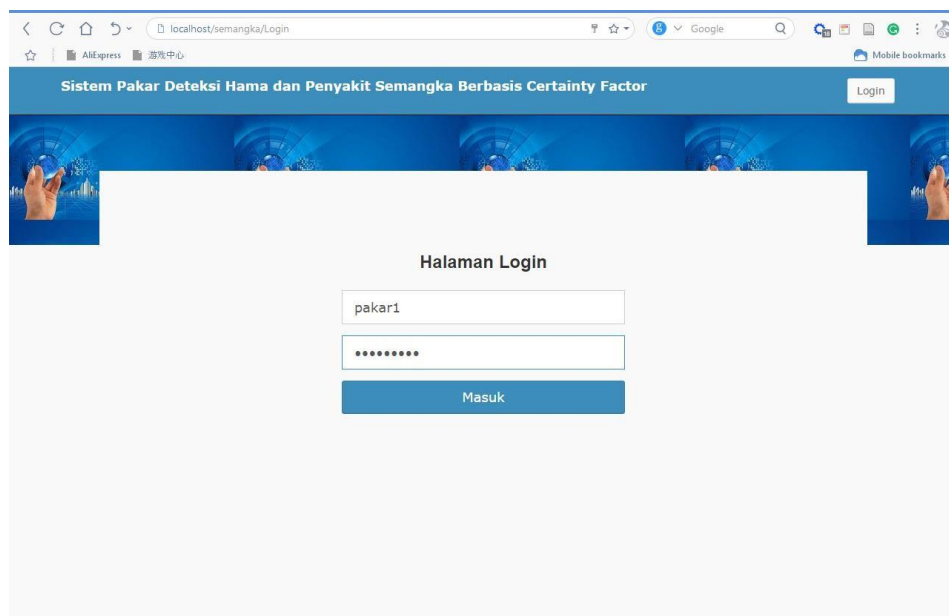 localhost/semangka/Login
Google
AliExpress 游戏中心 Mobile bookmarks
Sistem Pakar Deteksi Hama dan Penyakit Semangka Berbasis Certainty Factor
Login
Halaman Login
pakar1
•••••••••
Masuk